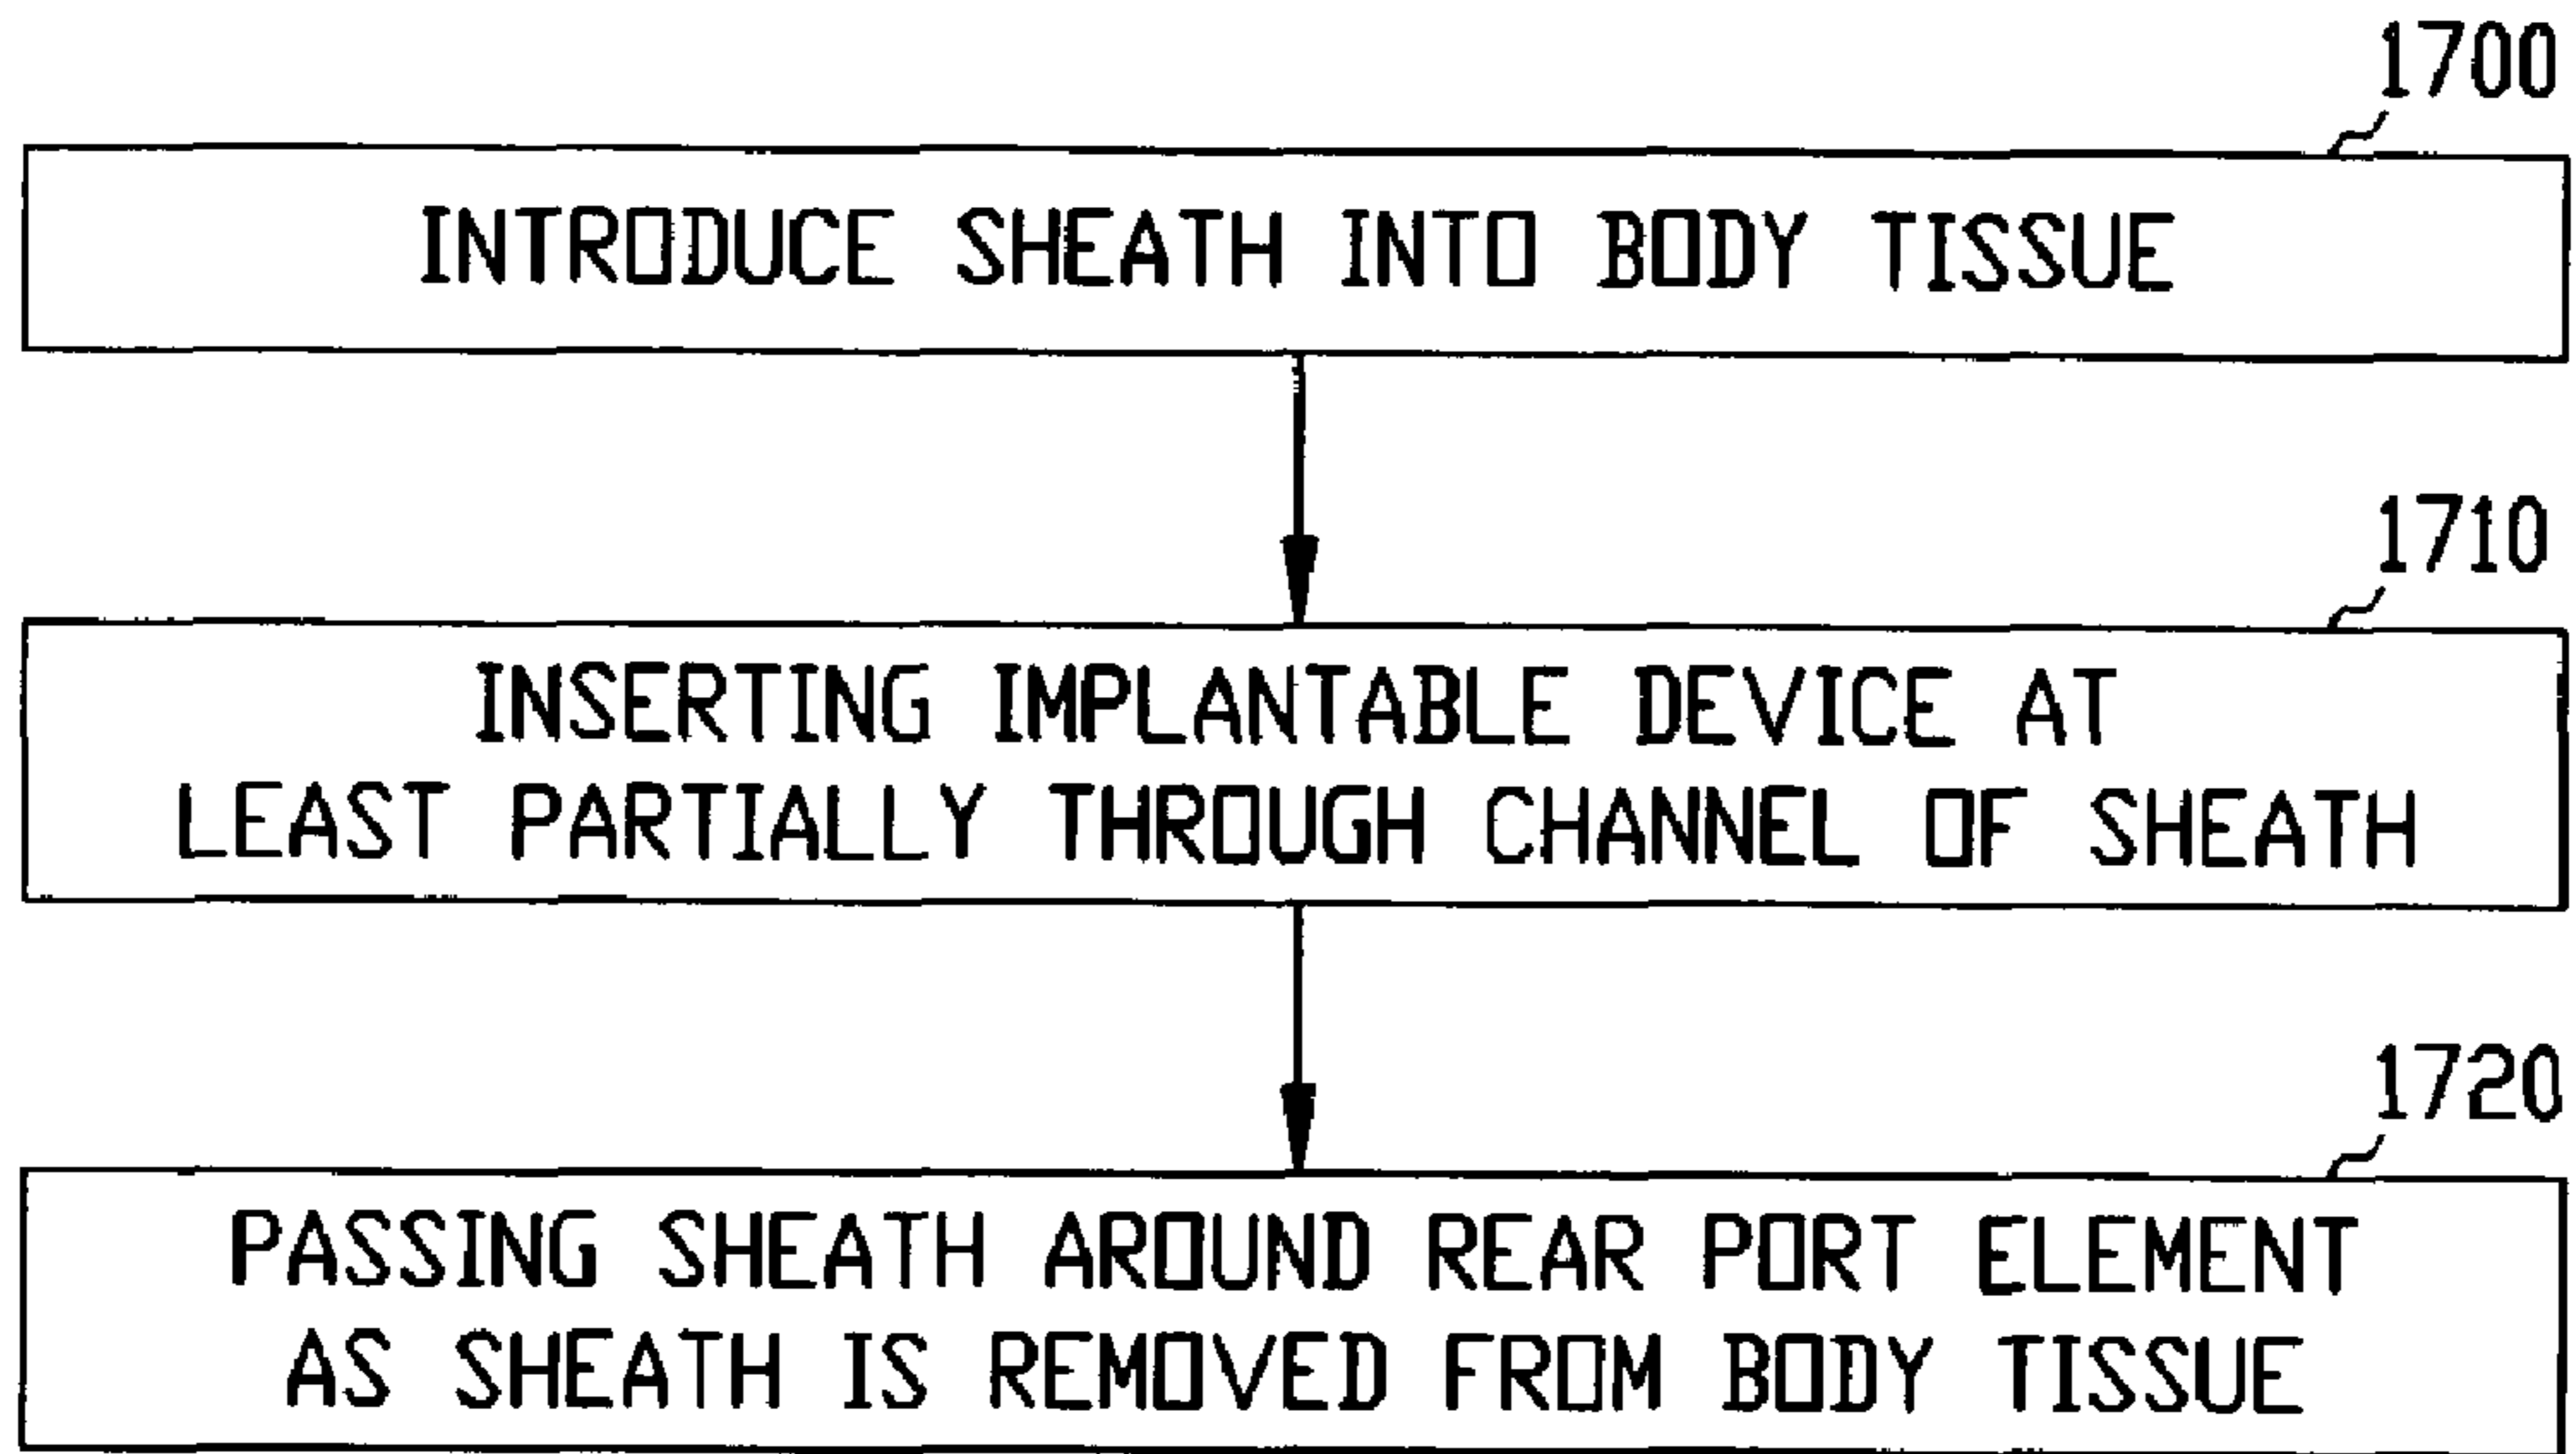 1700
INTRODUCE SHEATH INTO BODY TISSUE
1710
INSERTING IMPLANTABLE DEVICE AT
LEAST PARTIALLY THROUGH CHANNEL OF SHEATH
1720
PASSING SHEATH AROUND REAR PORT ELEMENT
AS SHEATH IS REMOVED FROM BODY TISSUE